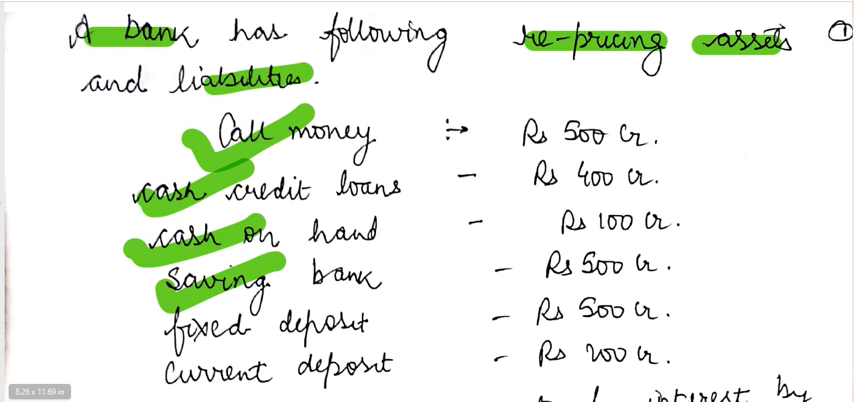 A bank has following re-pricing assets ①
and liabilities.
Call money :→ Rs 500 Cr.
cash credit loans – Rs 400 Cr.
cash on hand – Rs 100 Cr.
Saving bank – Rs 500 Cr.
fixed deposit – Rs 500 Cr.
Current deposit – Rs 200 Cr.
interest by
8.26 x 11.69 in